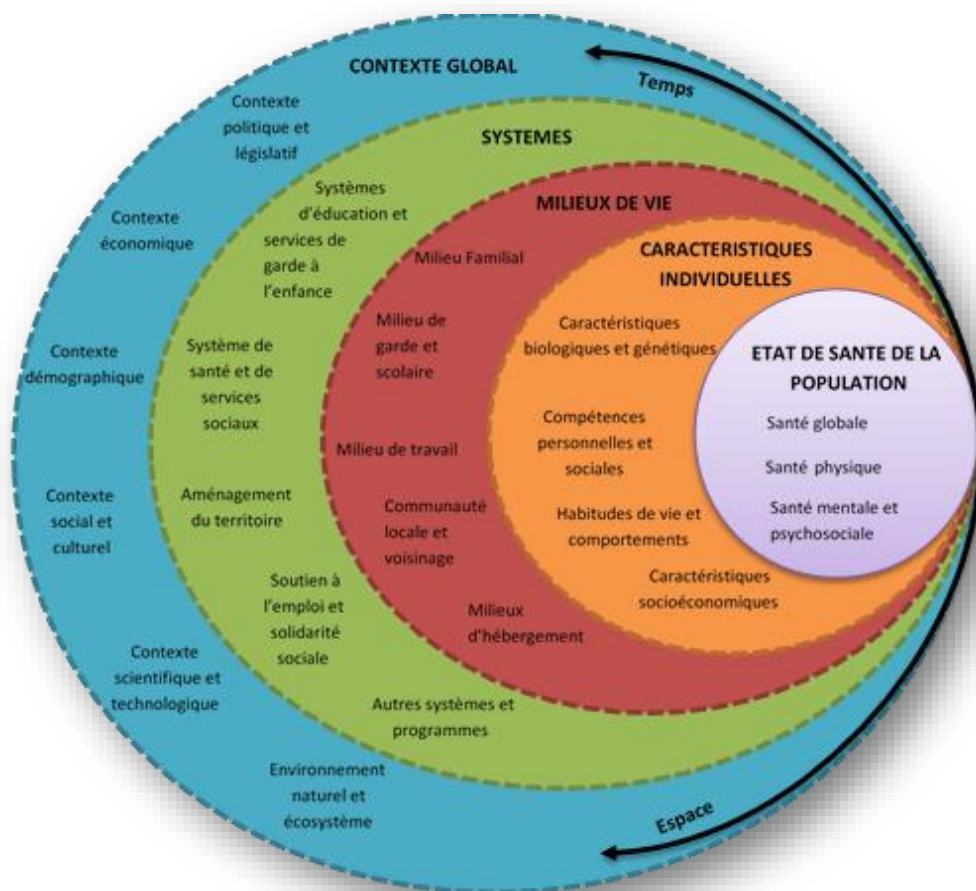 CONTEXTE GLOBAL
Temps
Contexte
politique et
législatif
Contexte
économique
Contexte
démographique
Contexte
social et
culturel
Contexte
scientifique et
technologique
Environnement
naturel et
écosystème
Espace
SYSTEMES
Systèmes
d'éducation et
services de
garde à
l'enfance
Système de
santé et de
services
sociaux
Aménagement
du territoire
Soutien à
l'emploi et
solidarité
sociale
Autres systèmes et
programmes
MILIEUX DE VIE
Milieu Familial
Milieu de
garde et
scolaire
Milieu de travail
Communauté
locale et
voisinage
Milieux
d'hébergement
CARACTERISTIQUES
INDIVIDUELLES
Caractéristiques
biologiques et génétiques
Compétences
personnelles et
sociales
Habitudes de vie et
comportements
Caractéristiques
socioéconomiques
ETAT DE SANTE DE LA
POPULATION
Santé globale
Santé physique
Santé mentale et
psychosociale